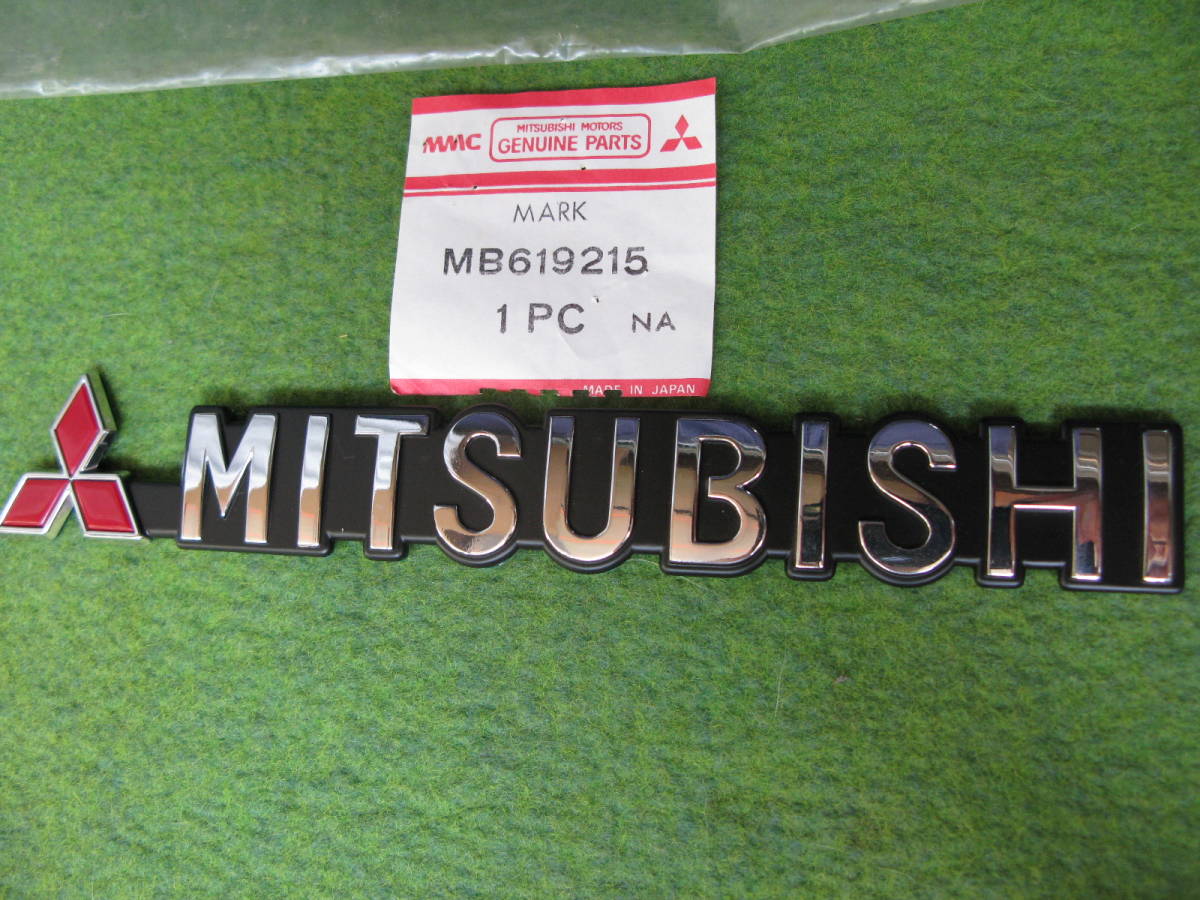 MMC
MITSUBISHI MOTORS
GENUINE PARTS
MARK
MB619215
1 PC NA
MADE IN JAPAN
MITSUBISHI